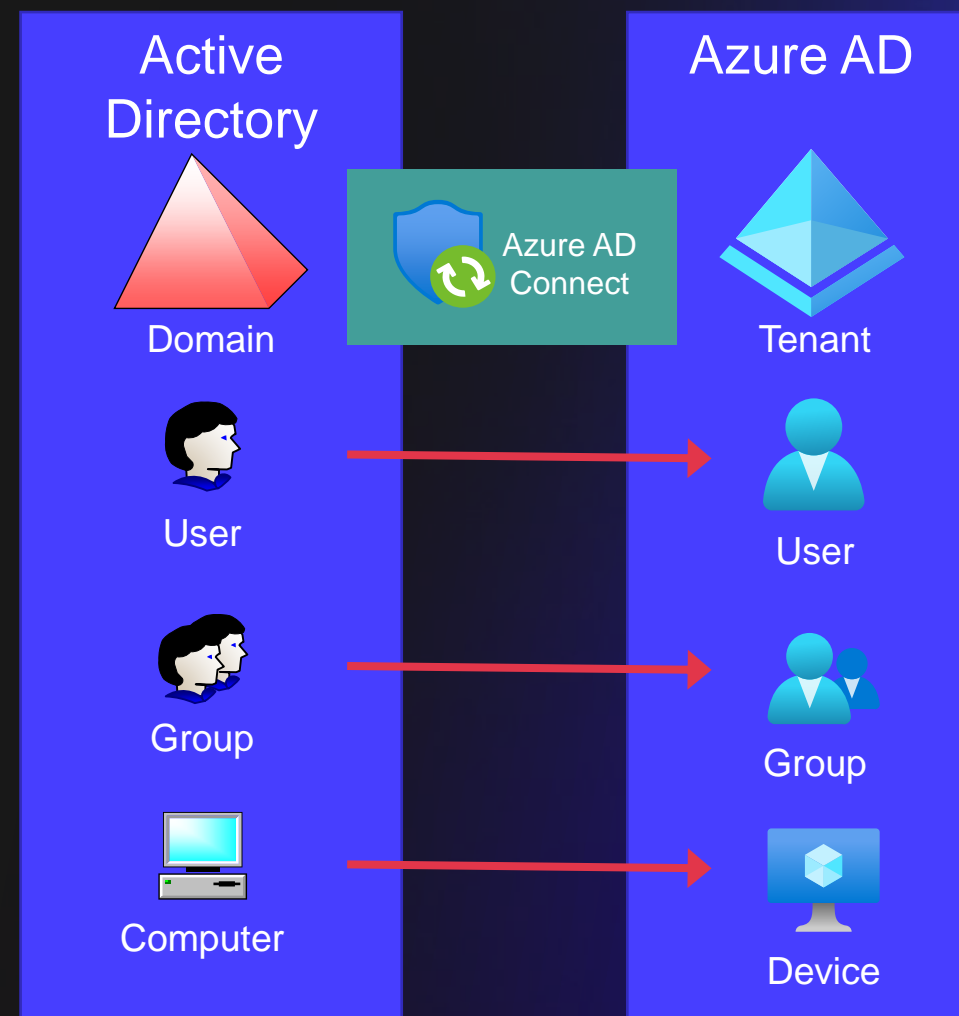 Active
Directory
Azure AD
Azure AD
Connect
Domain
Tenant
User
User
Group
Group
Computer
Device